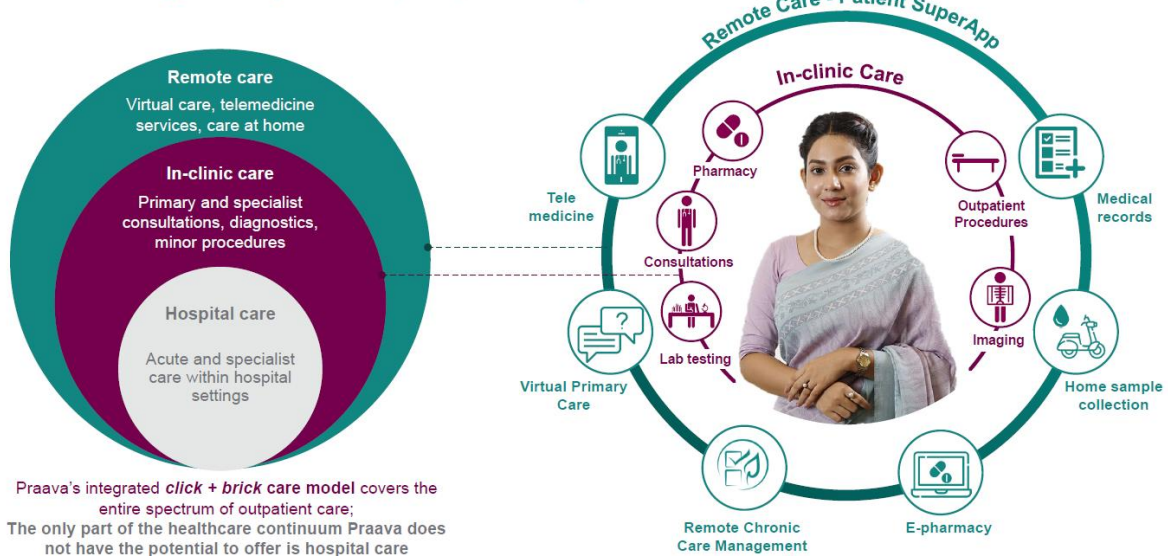 Remote care
Virtual care, telemedicine
services, care at home
In-clinic care
Primary and specialist
consultations, diagnostics,
minor procedures
Hospital care
Acute and specialist
care within hospital
settings
Praava's integrated click + brick care model covers the
entire spectrum of outpatient care;
The only part of the healthcare continuum Praava does
not have the potential to offer is hospital care
Remote Care - Patient SuperApp
In-clinic Care
Pharmacy
Consultations
Lab testing
Outpatient
Procedures
Imaging
Tele
medicine
Virtual Primary
Care
Remote Chronic
Care Management
E-pharmacy
Home sample
collection
Medical
records